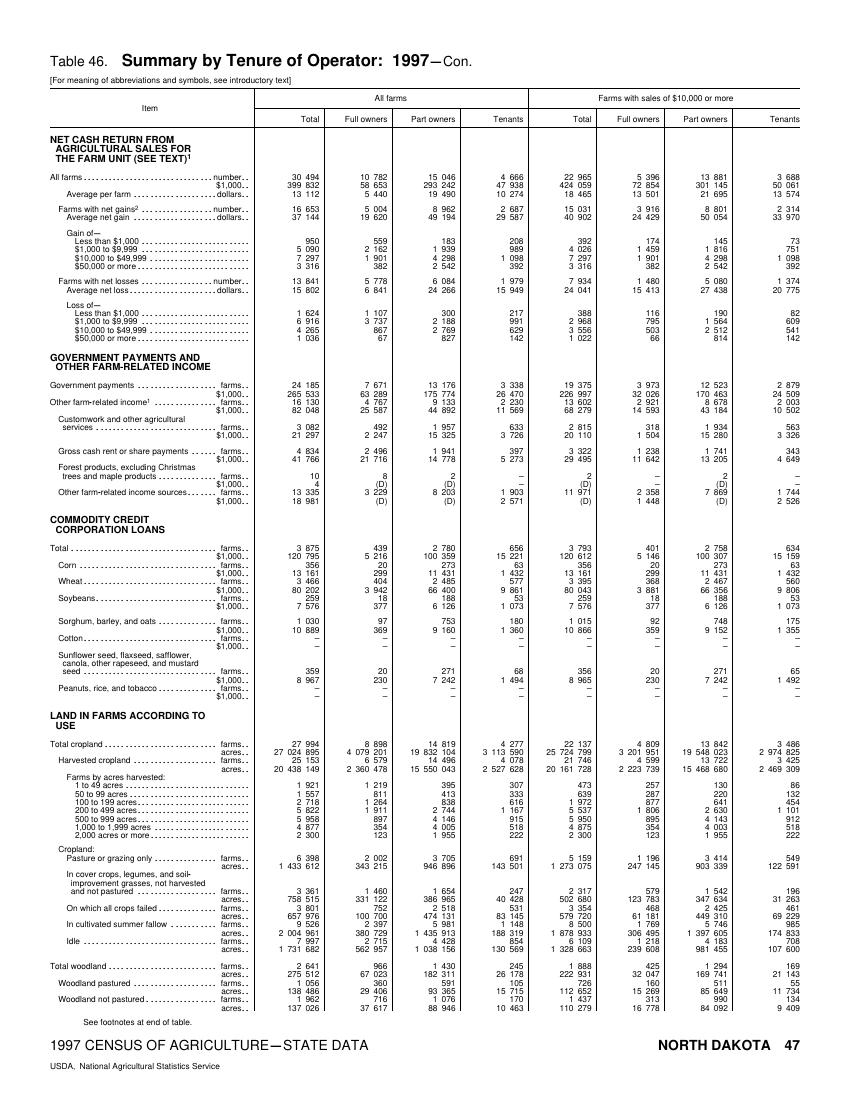 Table 46. Summary by Tenure of Operator: 1997—Con.
[For meaning of abbreviations and symbols, see introductory text]
Item
All farms
Farms with sales of $10,000 or more
Total Full owners Part owners Tenants Total Full owners Part owners Tenants
NET CASH RETURN FROM
AGRICULTURAL SALES FOR
THE FARM UNIT (SEE TEXT)¹
All farms number.. 30 494 10 782 15 046 4 666 22 965 5 396 13 881 3 688
$1,000.. 399 832 58 653 293 242 47 938 424 059 72 854 301 145 50 061
Average per farm dollars.. 13 112 5 440 19 490 10 274 18 465 13 501 21 695 13 574
Farms with net gains² number.. 16 653 5 004 8 962 2 687 15 031 3 916 8 801 2 314
Average net gain dollars.. 37 144 19 620 49 194 29 587 40 902 24 429 50 054 33 970
Gain of—
Less than $1,000 950 559 183 208 392 174 145 73
$1,000 to $9,999 5 090 2 162 1 939 989 4 026 1 459 1 816 751
$10,000 to $49,999 7 297 1 901 4 298 1 098 7 297 1 901 4 298 1 098
$50,000 or more 3 316 382 2 542 392 3 316 382 2 542 392
Farms with net losses number.. 13 841 5 778 6 084 1 979 7 934 1 480 5 080 1 374
Average net loss dollars.. 15 802 6 841 24 266 15 949 24 041 15 413 27 438 20 775
Loss of—
Less than $1,000 1 624 1 107 300 217 388 116 190 82
$1,000 to $9,999 6 916 3 737 2 188 991 2 968 795 1 564 609
$10,000 to $49,999 4 265 867 2 769 629 3 556 503 2 512 541
$50,000 or more 1 036 67 827 142 1 022 66 814 142
GOVERNMENT PAYMENTS AND
OTHER FARM-RELATED INCOME
Government payments farms.. 24 185 7 671 13 176 3 338 19 375 3 973 12 523 2 879
$1,000.. 265 533 63 289 175 774 26 470 226 997 32 026 170 463 24 509
Other farm-related income¹ farms.. 16 130 4 767 9 133 2 230 13 602 2 921 8 678 2 003
$1,000.. 82 048 25 587 44 892 11 569 68 279 14 593 43 184 10 502
Customwork and other agricultural
services farms.. 3 082 492 1 957 633 2 815 318 1 934 563
$1,000.. 21 297 2 247 15 325 3 726 20 110 1 504 15 280 3 326
Gross cash rent or share payments farms.. 4 834 2 496 1 941 397 3 322 1 238 1 741 343
$1,000.. 41 766 21 716 14 778 5 273 29 495 11 642 13 205 4 649
Forest products, excluding Christmas
trees and maple products farms.. 10 8 2 – 2 – 2 –
$1,000.. 4 (D) (D) – (D) – (D) –
Other farm-related income sources farms.. 13 335 3 229 8 203 1 903 11 971 2 358 7 869 1 744
$1,000.. 18 981 (D) (D) 2 571 (D) 1 448 (D) 2 526
COMMODITY CREDIT
CORPORATION LOANS
Total farms.. 3 875 439 2 780 656 3 793 401 2 758 634
$1,000.. 120 795 5 216 100 359 15 221 120 612 5 146 100 307 15 159
Corn farms.. 356 20 273 63 356 20 273 63
$1,000.. 13 161 299 11 431 1 432 13 161 299 11 431 1 432
Wheat farms.. 3 466 404 2 485 577 3 395 368 2 467 560
$1,000.. 80 202 3 942 66 400 9 861 80 043 3 881 66 356 9 806
Soybeans farms.. 259 18 188 53 259 18 188 53
$1,000.. 7 576 377 6 126 1 073 7 576 377 6 126 1 073
Sorghum, barley, and oats farms.. 1 030 97 753 180 1 015 92 748 175
$1,000.. 10 889 369 9 160 1 360 10 866 359 9 152 1 355
Cotton farms.. – – – – – – – –
$1,000.. – – – – – – – –
Sunflower seed, flaxseed, safflower,
canola, other rapeseed, and mustard
seed farms.. 359 20 271 68 356 20 271 65
$1,000.. 8 967 230 7 242 1 494 8 965 230 7 242 1 492
Peanuts, rice, and tobacco farms.. – – – – – – – –
$1,000.. – – – – – – – –
LAND IN FARMS ACCORDING TO
USE
Total cropland farms.. 27 994 8 898 14 819 4 277 22 137 4 809 13 842 3 486
acres.. 27 024 895 4 079 201 19 832 104 3 113 590 25 724 799 3 201 951 19 548 023 2 974 825
Harvested cropland farms.. 25 153 6 579 14 496 4 078 21 746 4 599 13 722 3 425
acres.. 20 438 149 2 360 478 15 550 043 2 527 628 20 161 728 2 223 739 15 468 680 2 469 309
Farms by acres harvested:
1 to 49 acres 1 921 1 219 395 307 473 257 130 86
50 to 99 acres 1 557 811 413 333 639 287 220 132
100 to 199 acres 2 718 1 264 838 616 1 972 877 641 454
200 to 499 acres 5 822 1 911 2 744 1 167 5 537 1 806 2 630 1 101
500 to 999 acres 5 958 897 4 146 915 5 950 895 4 143 912
1,000 to 1,999 acres 4 877 354 4 005 518 4 875 354 4 003 518
2,000 acres or more 2 300 123 1 955 222 2 300 123 1 955 222
Cropland:
Pasture or grazing only farms.. 6 398 2 002 3 705 691 5 159 1 196 3 414 549
acres.. 1 433 612 343 215 946 896 143 501 1 273 075 247 145 903 339 122 591
In cover crops, legumes, and soil-
improvement grasses, not harvested
and not pastured farms.. 3 361 1 460 1 654 247 2 317 579 1 542 196
acres.. 758 515 331 122 386 965 40 428 502 680 123 783 347 634 31 263
On which all crops failed farms.. 3 801 752 2 518 531 3 354 468 2 425 461
acres.. 657 976 100 700 474 131 83 145 579 720 61 181 449 310 69 229
In cultivated summer fallow farms.. 9 526 2 397 5 981 1 148 8 500 1 769 5 746 985
acres.. 2 004 961 380 729 1 435 913 188 319 1 878 933 306 495 1 397 605 174 833
Idle farms.. 7 997 2 715 4 428 854 6 109 1 218 4 183 708
acres.. 1 731 682 562 957 1 038 156 130 569 1 328 663 239 608 981 455 107 600
Total woodland farms.. 2 641 966 1 430 245 1 888 425 1 294 169
acres.. 275 512 67 023 182 311 26 178 222 931 32 047 169 741 21 143
Woodland pastured farms.. 1 056 360 591 105 726 160 511 55
acres.. 138 486 29 406 93 365 15 715 112 652 15 269 85 649 11 734
Woodland not pastured farms.. 1 962 716 1 076 170 1 437 313 990 134
acres.. 137 026 37 617 88 946 10 463 110 279 16 778 84 092 9 409
See footnotes at end of table.
1997 CENSUS OF AGRICULTURE—STATE DATA NORTH DAKOTA 47
USDA, National Agricultural Statistics Service